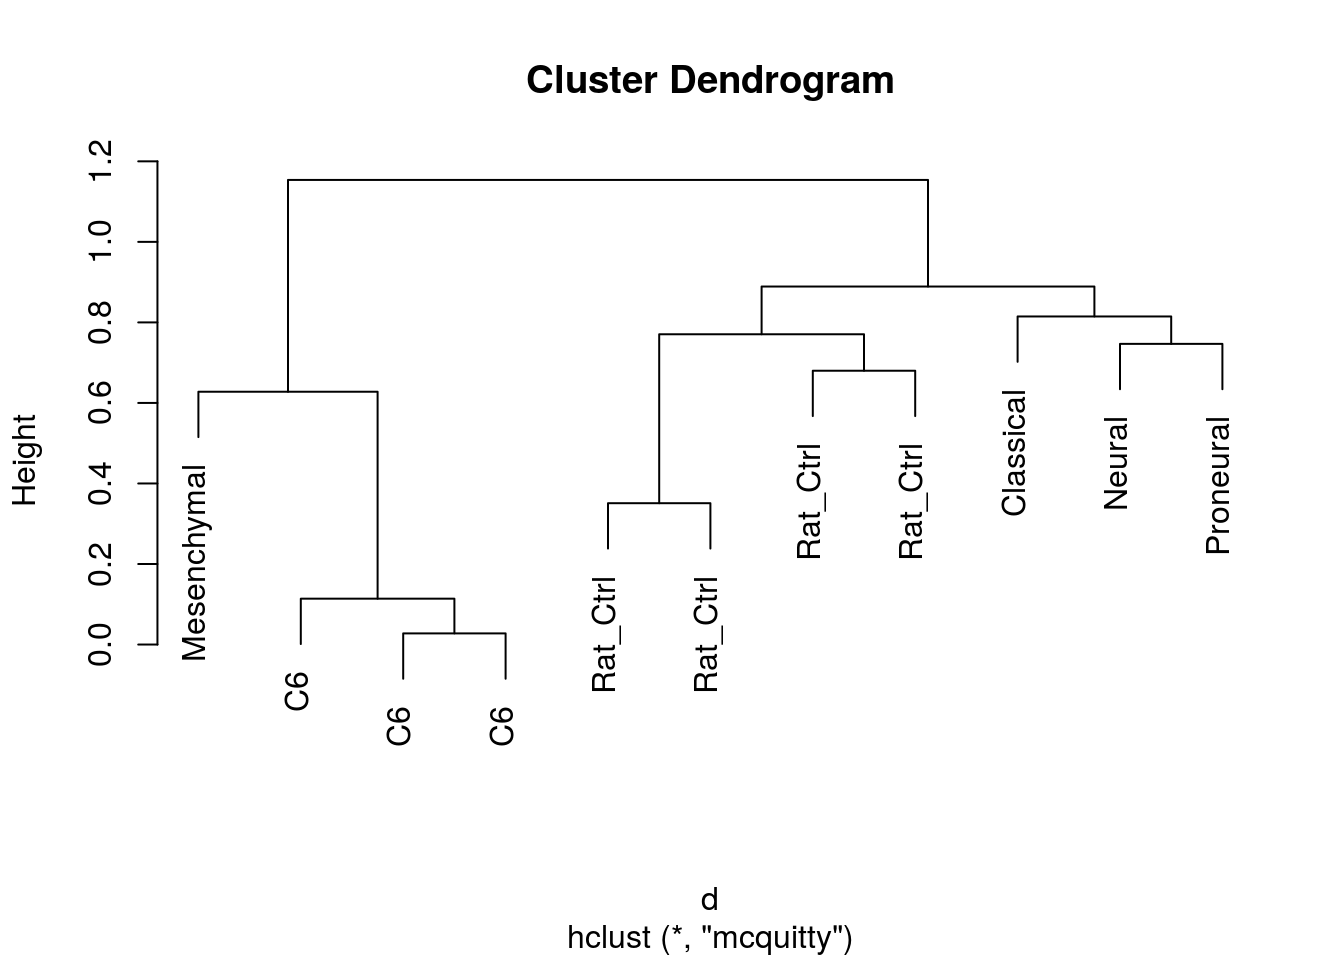 Cluster Dendrogram
Height
1.2
1.0
0.8
0.6
0.4
0.2
0.0
Mesenchymal
C6
C6
C6
Rat_Ctrl
Rat_Ctrl
Rat_Ctrl
Rat_Ctrl
Classical
Neural
Proneural
d
hclust (*, "mcquitty")